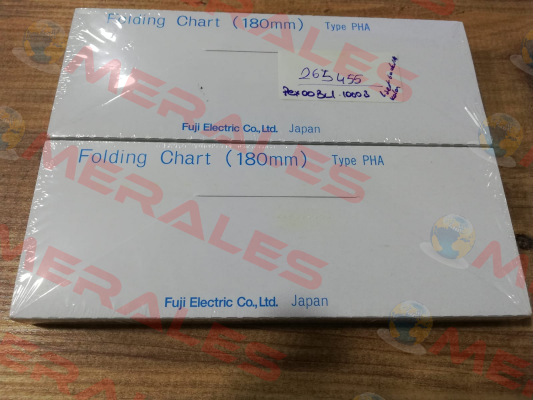 Folding Chart (180mm) Type PHA
265455
Fuji Electric Co., Ltd. Japan
Folding Chart (180mm) Type PHA
Fuji Electric Co., Ltd. Japan
MERALES
MERALES
MERALES